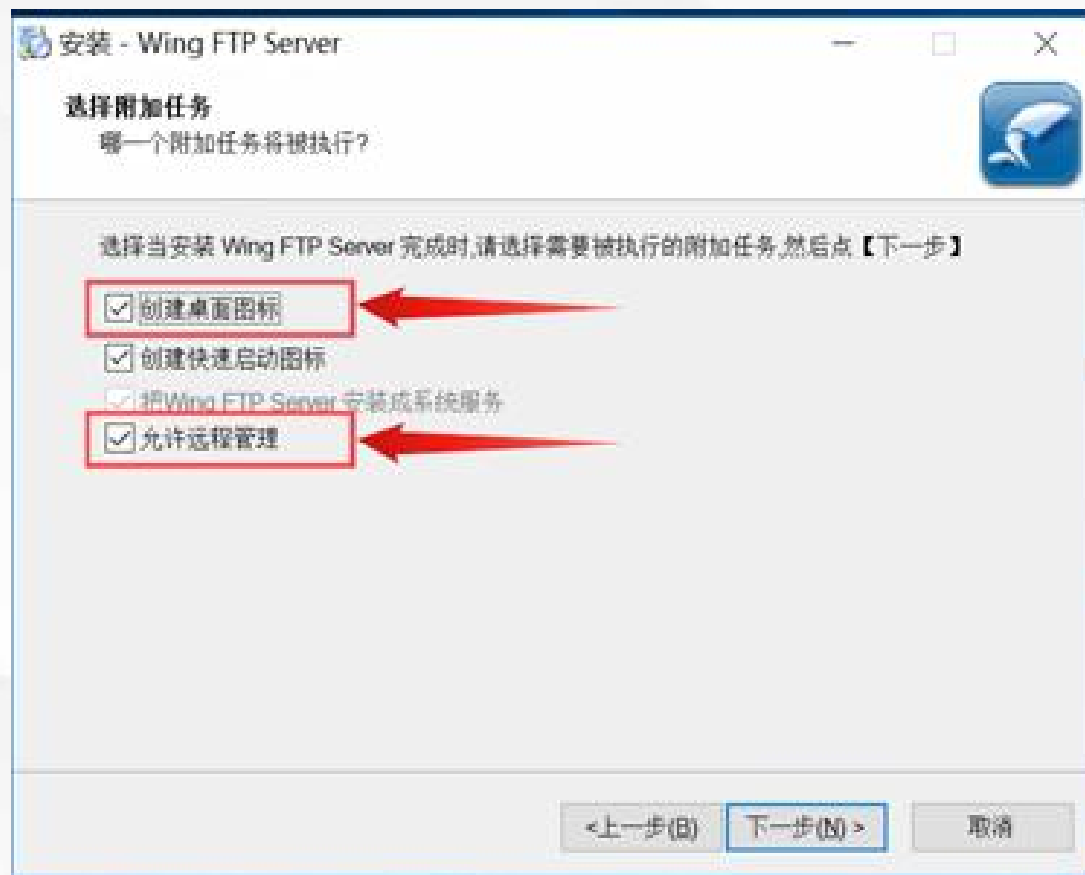 安装 - Wing FTP Server
选择附加任务
哪一个附加任务将被执行?
选择当安装 Wing FTP Server 完成时,请选择需要被执行的附加任务,然后点【下一步】
创建桌面图标
创建快速启动图标
把Wing FTP Server 安装成系统服务
允许远程管理
<上一步(B)
下一步(N) >
取消